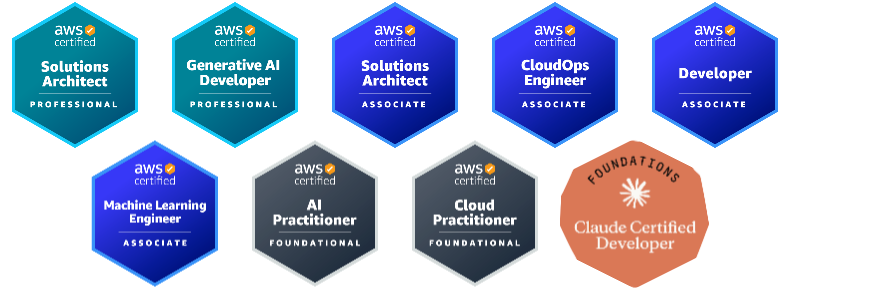 aws
certified
Solutions
Architect
PROFESSIONAL
aws
certified
Generative AI
Developer
PROFESSIONAL
aws
certified
Solutions
Architect
ASSOCIATE
aws
certified
CloudOps
Engineer
ASSOCIATE
aws
certified
Developer
ASSOCIATE
aws
certified
Machine Learning
Engineer
ASSOCIATE
aws
certified
AI
Practitioner
FOUNDATIONAL
aws
certified
Cloud
Practitioner
FOUNDATIONAL
FOUNDATIONS
Claude Certified
Developer